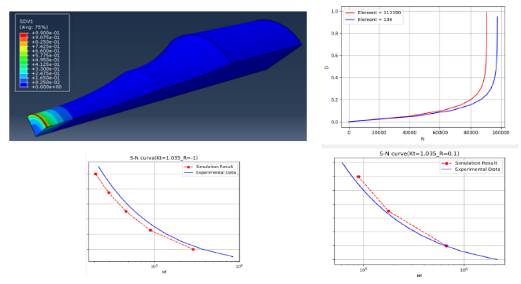 SDV1
(Avg: 75%)
+9.900e-01
+9.075e-01
+8.250e-01
+7.425e-01
+6.600e-01
+5.775e-01
+4.950e-01
+4.125e-01
+3.300e-01
+2.475e-01
+1.650e-01
+8.250e-02
+0.000e+00
1.0
0.8
0.6
0.4
0.2
0.0
D
0
20000
40000
60000
80000
100000
N
S-N curve(Kt=1.035_R=-1)
Simulation Result
Experimental Data
Nf
S-N curve(Kt=1.035_R=0.1)
Simulation Result
Experimental Data
Nf